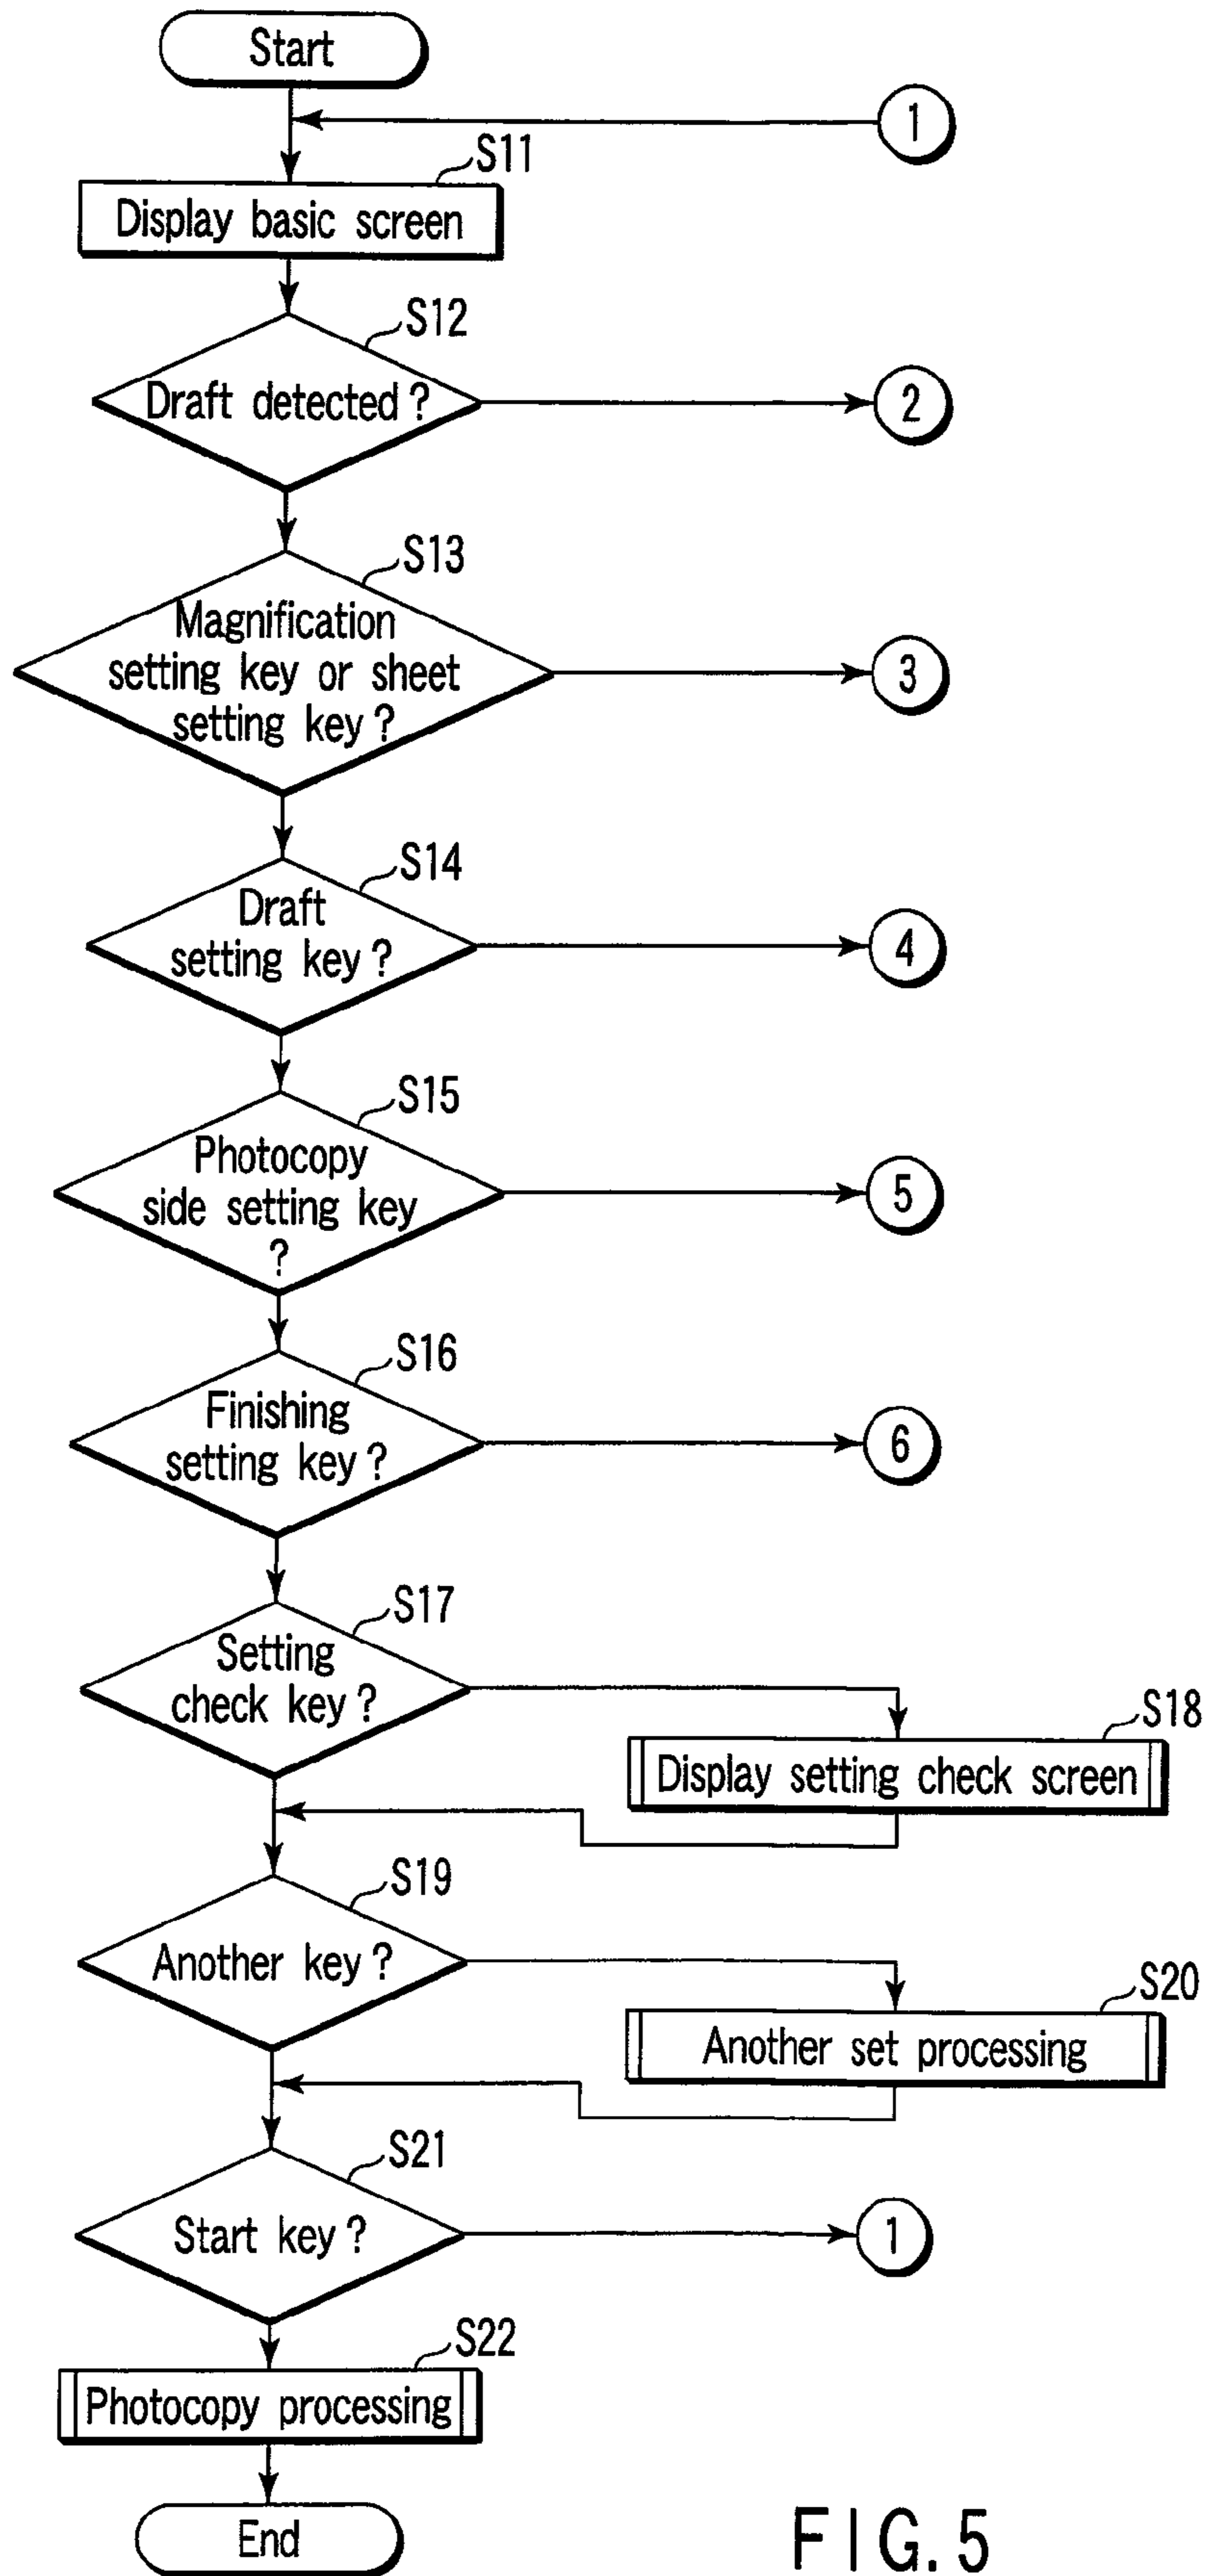 Start
1
S11
Display basic screen
S12
Draft detected ?
2
S13
Magnification
setting key or sheet
setting key ?
3
S14
Draft
setting key ?
4
S15
Photocopy
side setting key
?
5
S16
Finishing
setting key ?
6
S17
Setting
check key ?
S18
Display setting check screen
S19
Another key ?
S20
Another set processing
S21
Start key ?
1
S22
Photocopy processing
End
FIG. 5